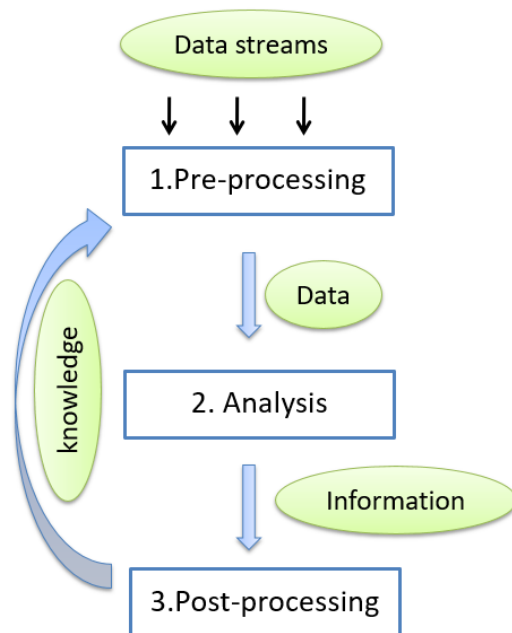 Data streams
1.Pre-processing
Data
knowledge
2. Analysis
Information
3.Post-processing